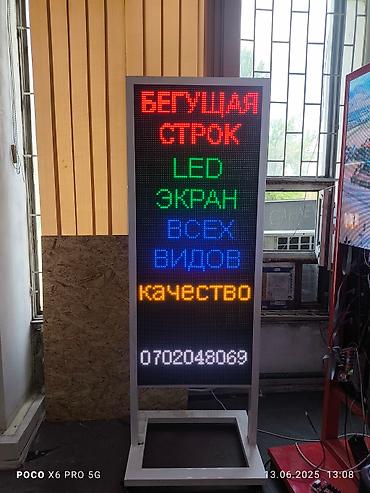 БЕГУЩАЯ
СТРОК
LED
ЭКРАН
ВСЕХ
ВИДОВ
качество
0702048069
POCO X6 PRO 5G
13.06.2025 13:08